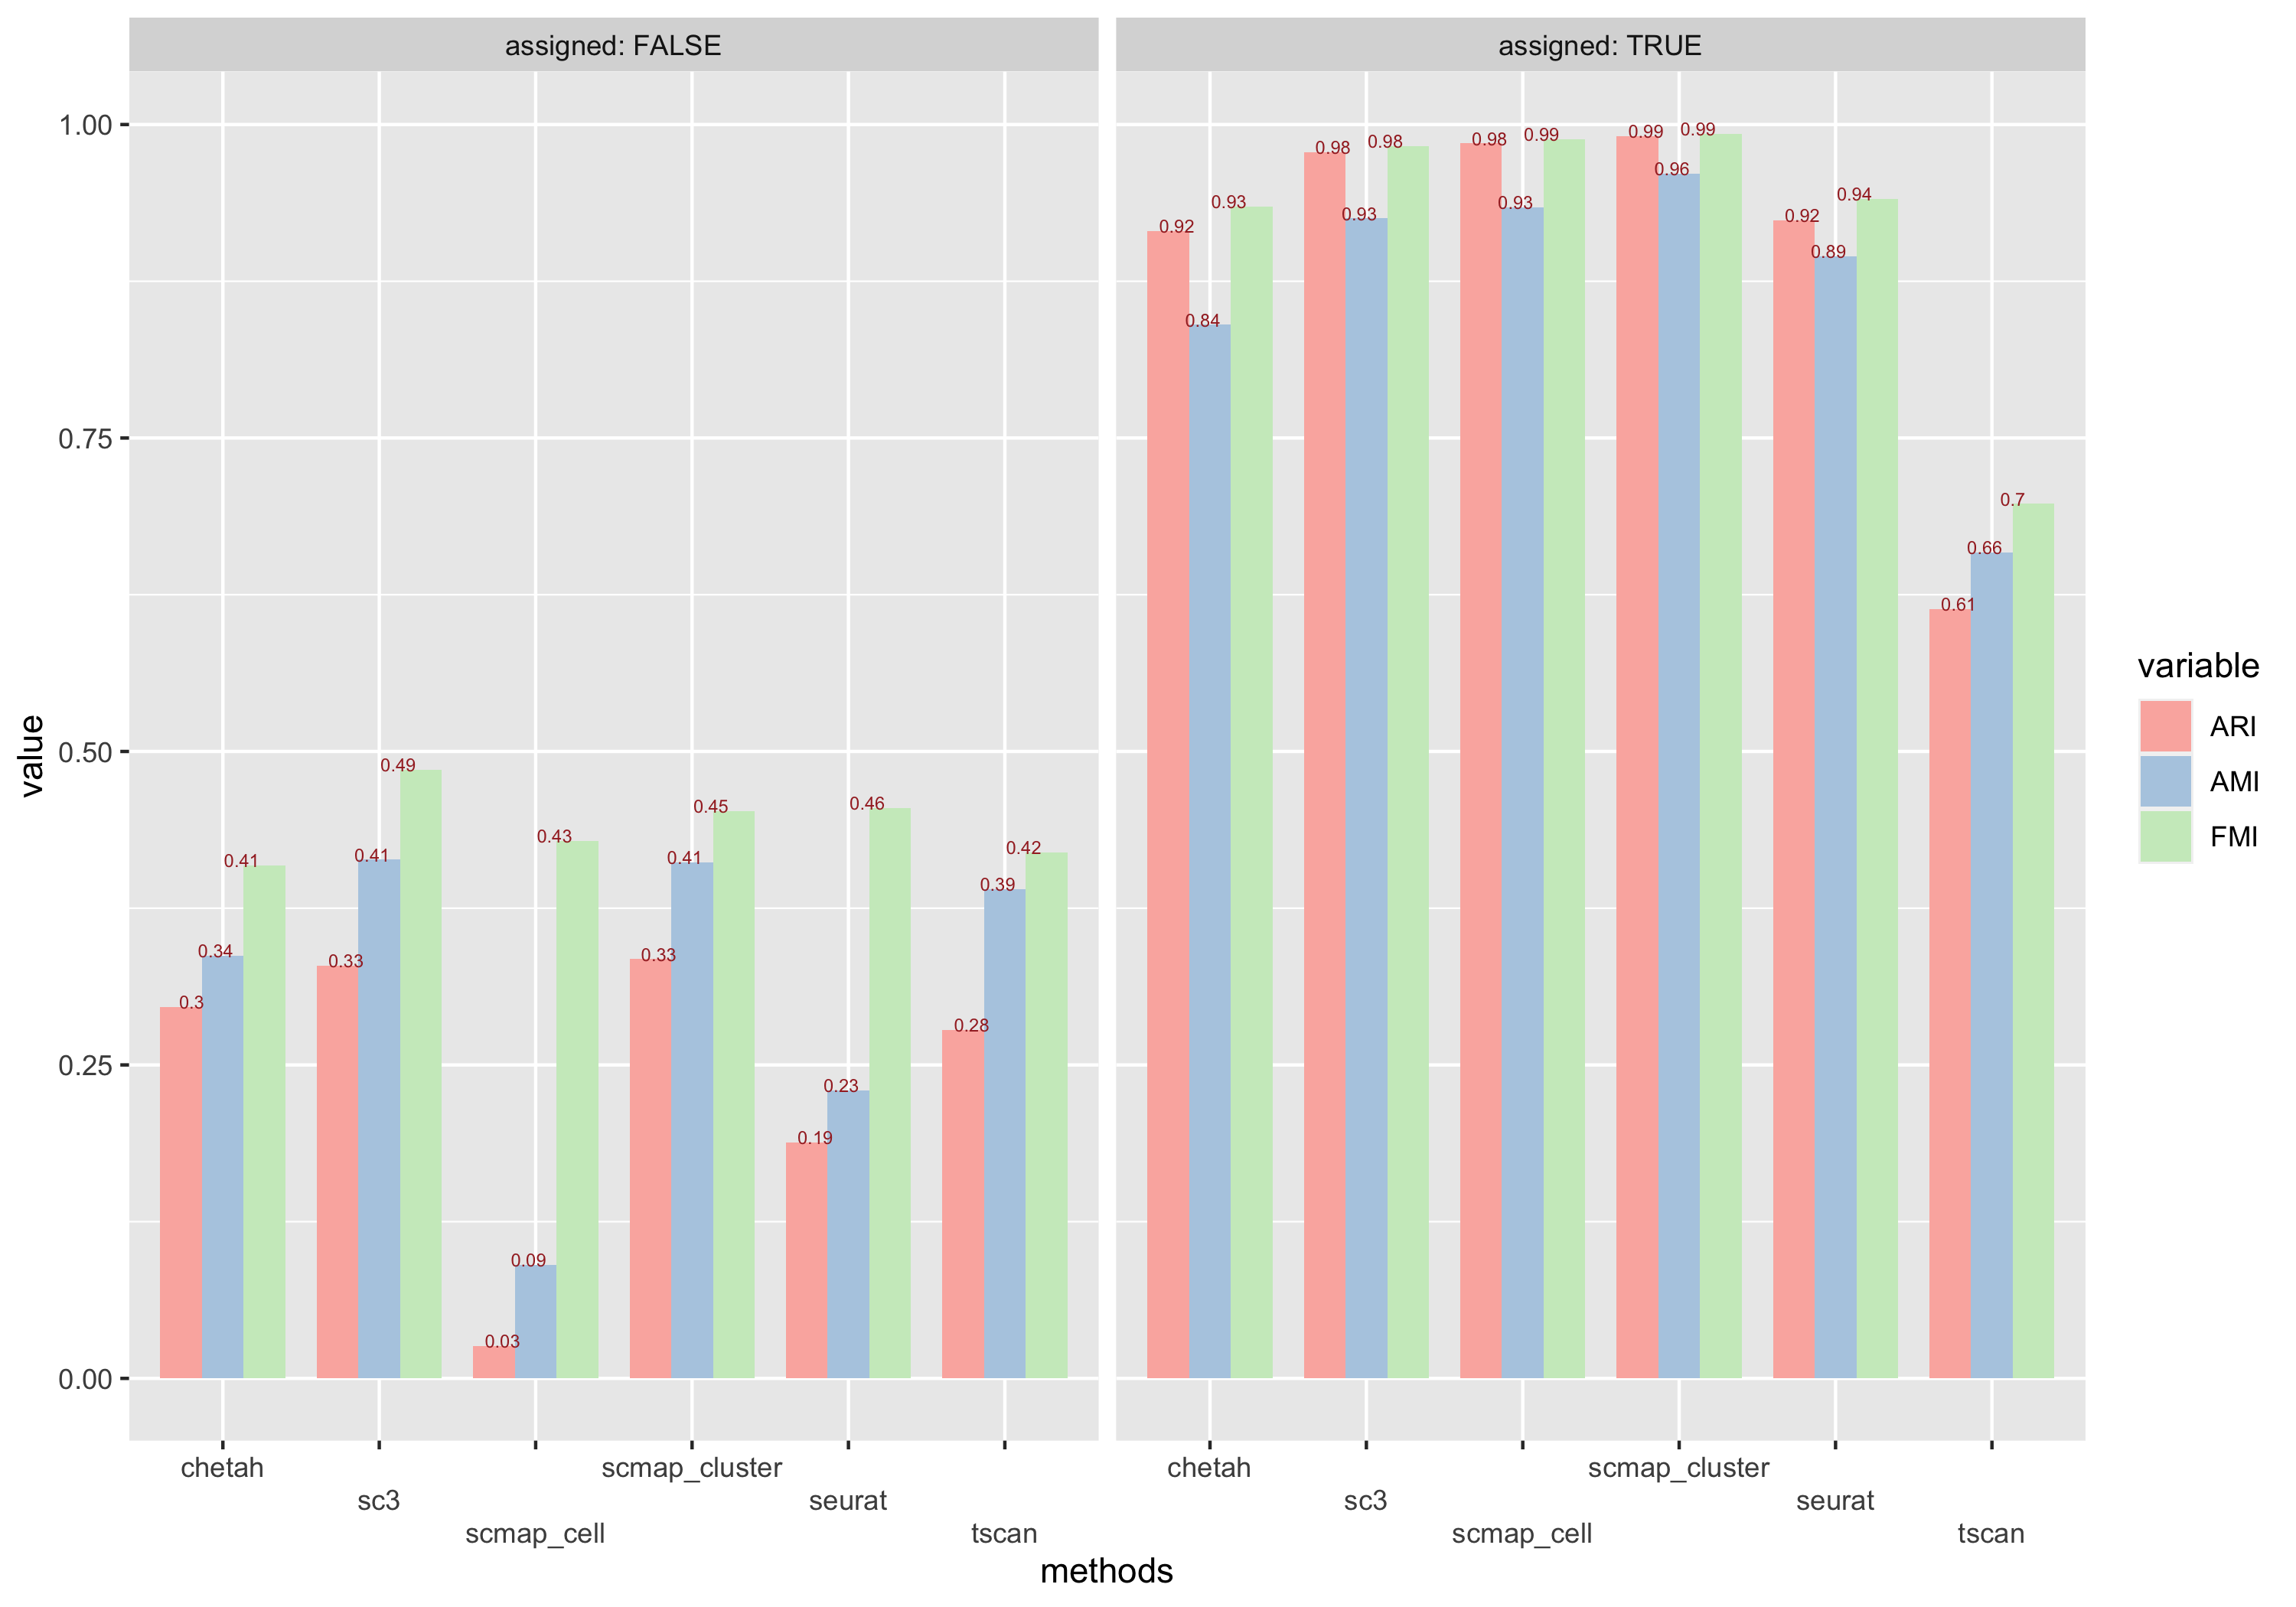 assigned: FALSE
assigned: TRUE
value
1.00
0.75
0.50
0.25
0.00
0.3
0.34
0.41
0.33
0.41
0.49
0.03
0.09
0.43
0.33
0.41
0.45
0.19
0.23
0.46
0.28
0.39
0.42
0.92
0.84
0.93
0.98
0.93
0.98
0.98
0.93
0.99
0.99
0.96
0.99
0.92
0.89
0.94
0.61
0.66
0.7
chetah
sc3
scmap_cell
scmap_cluster
seurat
tscan
chetah
sc3
scmap_cell
scmap_cluster
seurat
tscan
methods
variable
ARI
AMI
FMI